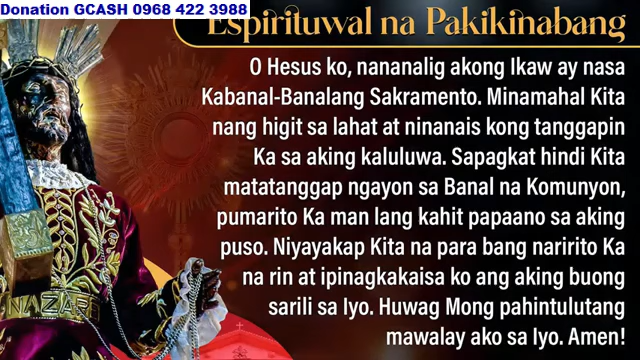 Donation GCASH 0968 422 3988
Espirituwal na Pakikinabang
O Hesus ko, nananalig akong Ikaw ay nasa
Kabanal-Banalang Sakramento. Minamahal Kita
nang higit sa lahat at ninanais kong tanggapin
Ka sa aking kaluluwa. Sapagkat hindi Kita
matatanggap ngayon sa Banal na Komunyon,
pumarito Ka man lang kahit papaano sa aking
puso. Niyayakap Kita na para bang naririto Ka
na rin at ipinagkakaisa ko ang aking buong
sarili sa Iyo. Huwag Mong pahintulutang
mawalay ako sa Iyo. Amen!
NAZARE